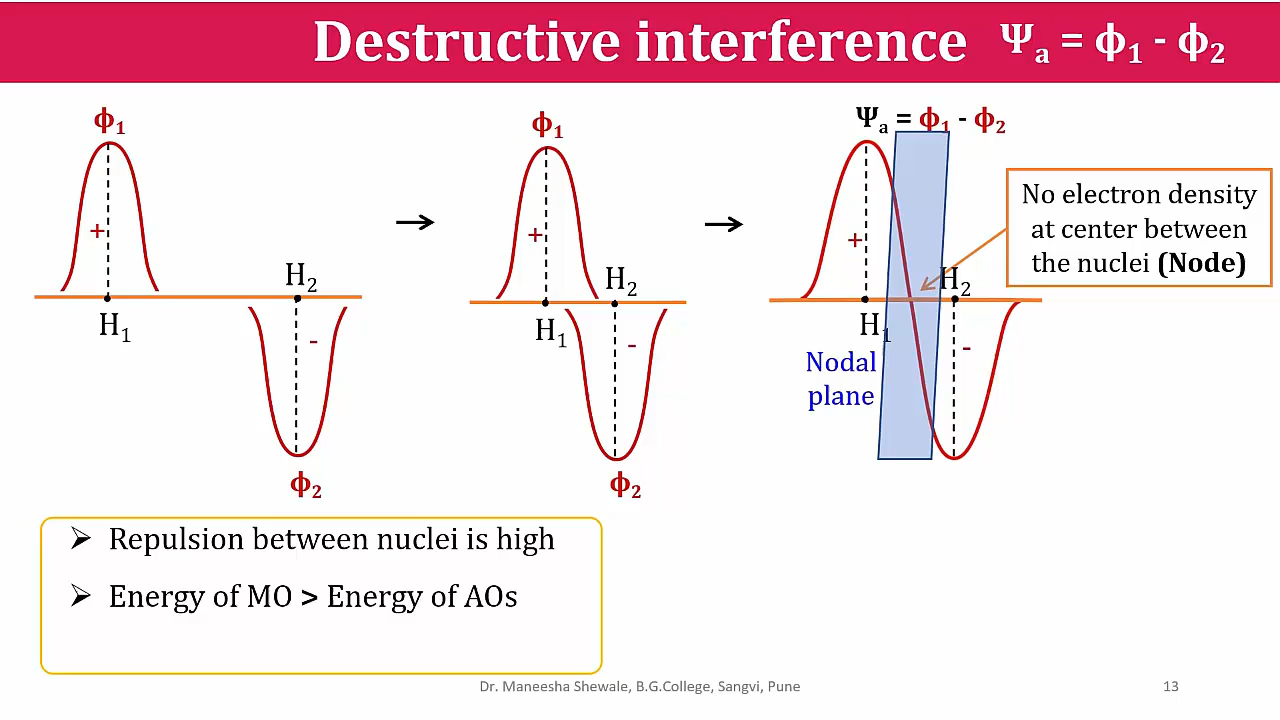 Destructive interference Ψa = ϕ1 - ϕ2
ϕ1
+
H1
H2
-
ϕ2
→
ϕ1
+
H1
H2
-
ϕ2
→
Ψa = ϕ1 - ϕ2
+
H1
H2
-
Nodal
plane
No electron density
at center between
the nuclei (Node)
➢ Repulsion between nuclei is high
➢ Energy of MO > Energy of AOs
Dr. Maneesha Shewale, B.G.College, Sangvi, Pune
13